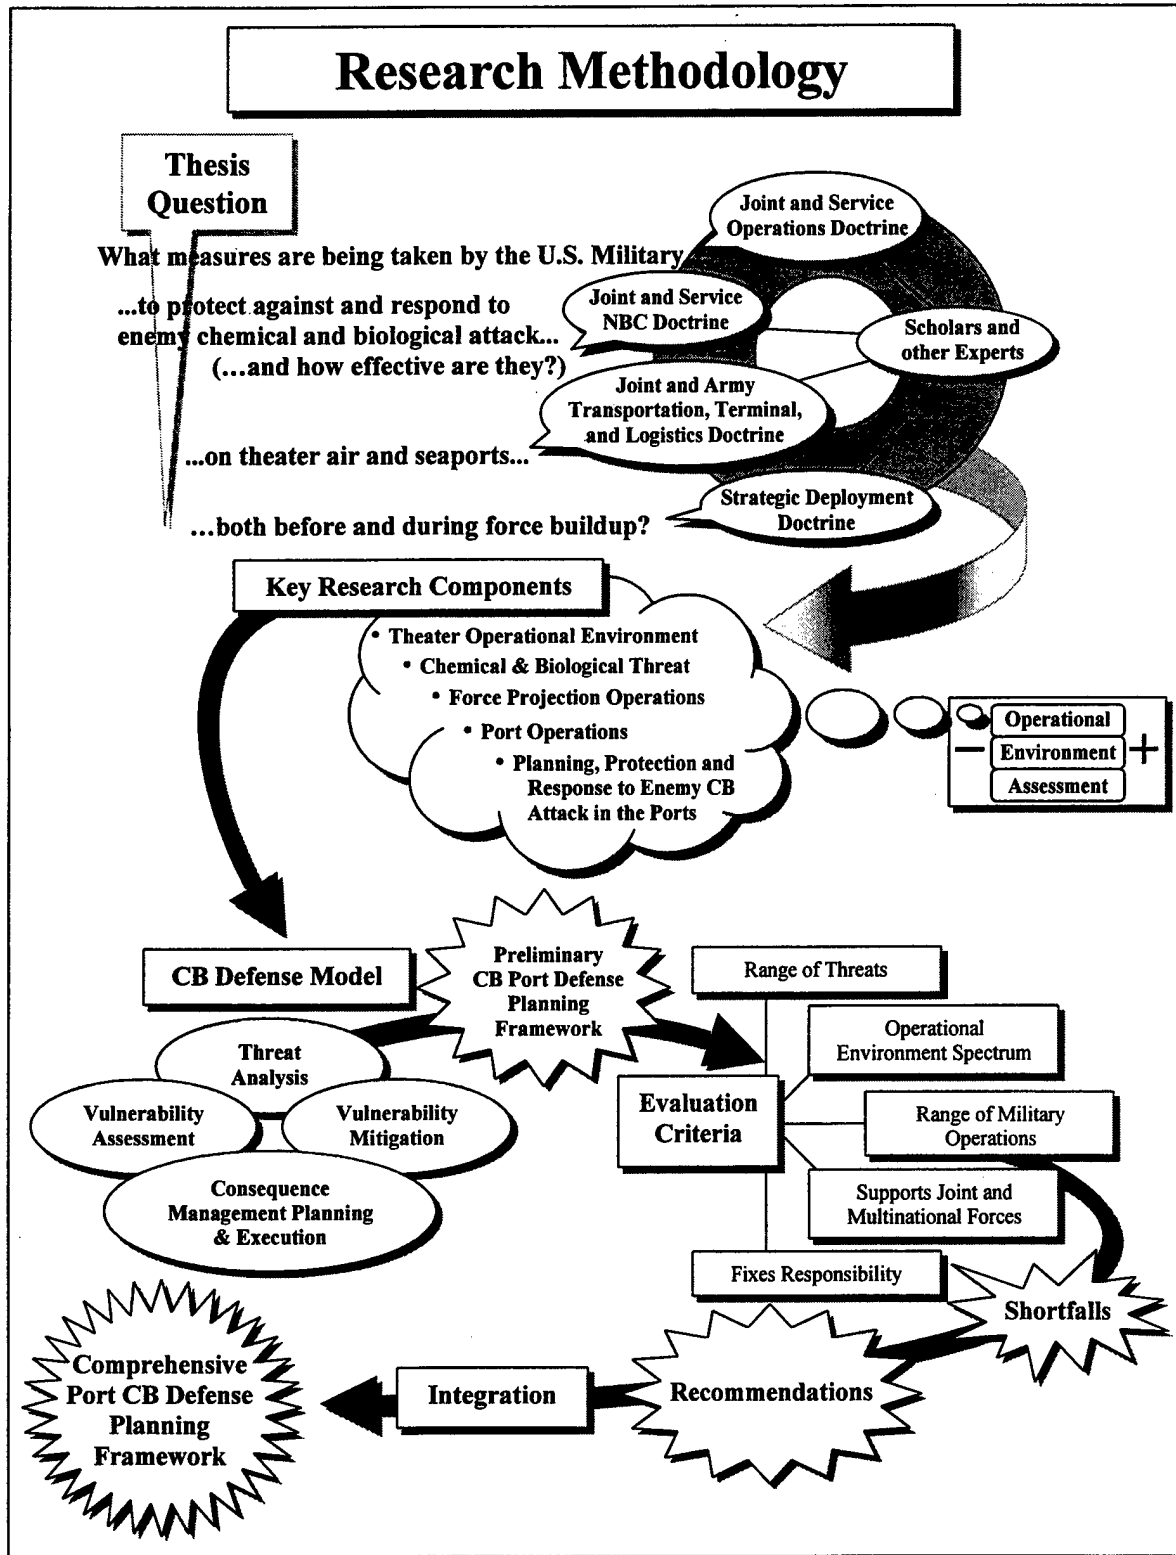 Research Methodology
Thesis
Question
What measures are being taken by the U.S. Military
...to protect against and respond to
enemy chemical and biological attack...
(...and how effective are they?)
...on theater air and seaports...
...both before and during force buildup?
Joint and Service
Operations Doctrine
Joint and Service
NBC Doctrine
Scholars and
other Experts
Joint and Army
Transportation, Terminal,
and Logistics Doctrine
Strategic Deployment
Doctrine
Key Research Components
• Theater Operational Environment
• Chemical & Biological Threat
• Force Projection Operations
• Port Operations
• Planning, Protection and
Response to Enemy CB
Attack in the Ports
Operational
− Environment +
Assessment
CB Defense Model
Preliminary
CB Port Defense
Planning
Framework
Threat
Analysis
Vulnerability
Assessment
Vulnerability
Mitigation
Consequence
Management Planning
& Execution
Range of Threats
Operational
Environment Spectrum
Evaluation
Criteria
Range of Military
Operations
Supports Joint and
Multinational Forces
Fixes Responsibility
Shortfalls
Recommendations
Integration
Comprehensive
Port CB Defense
Planning
Framework